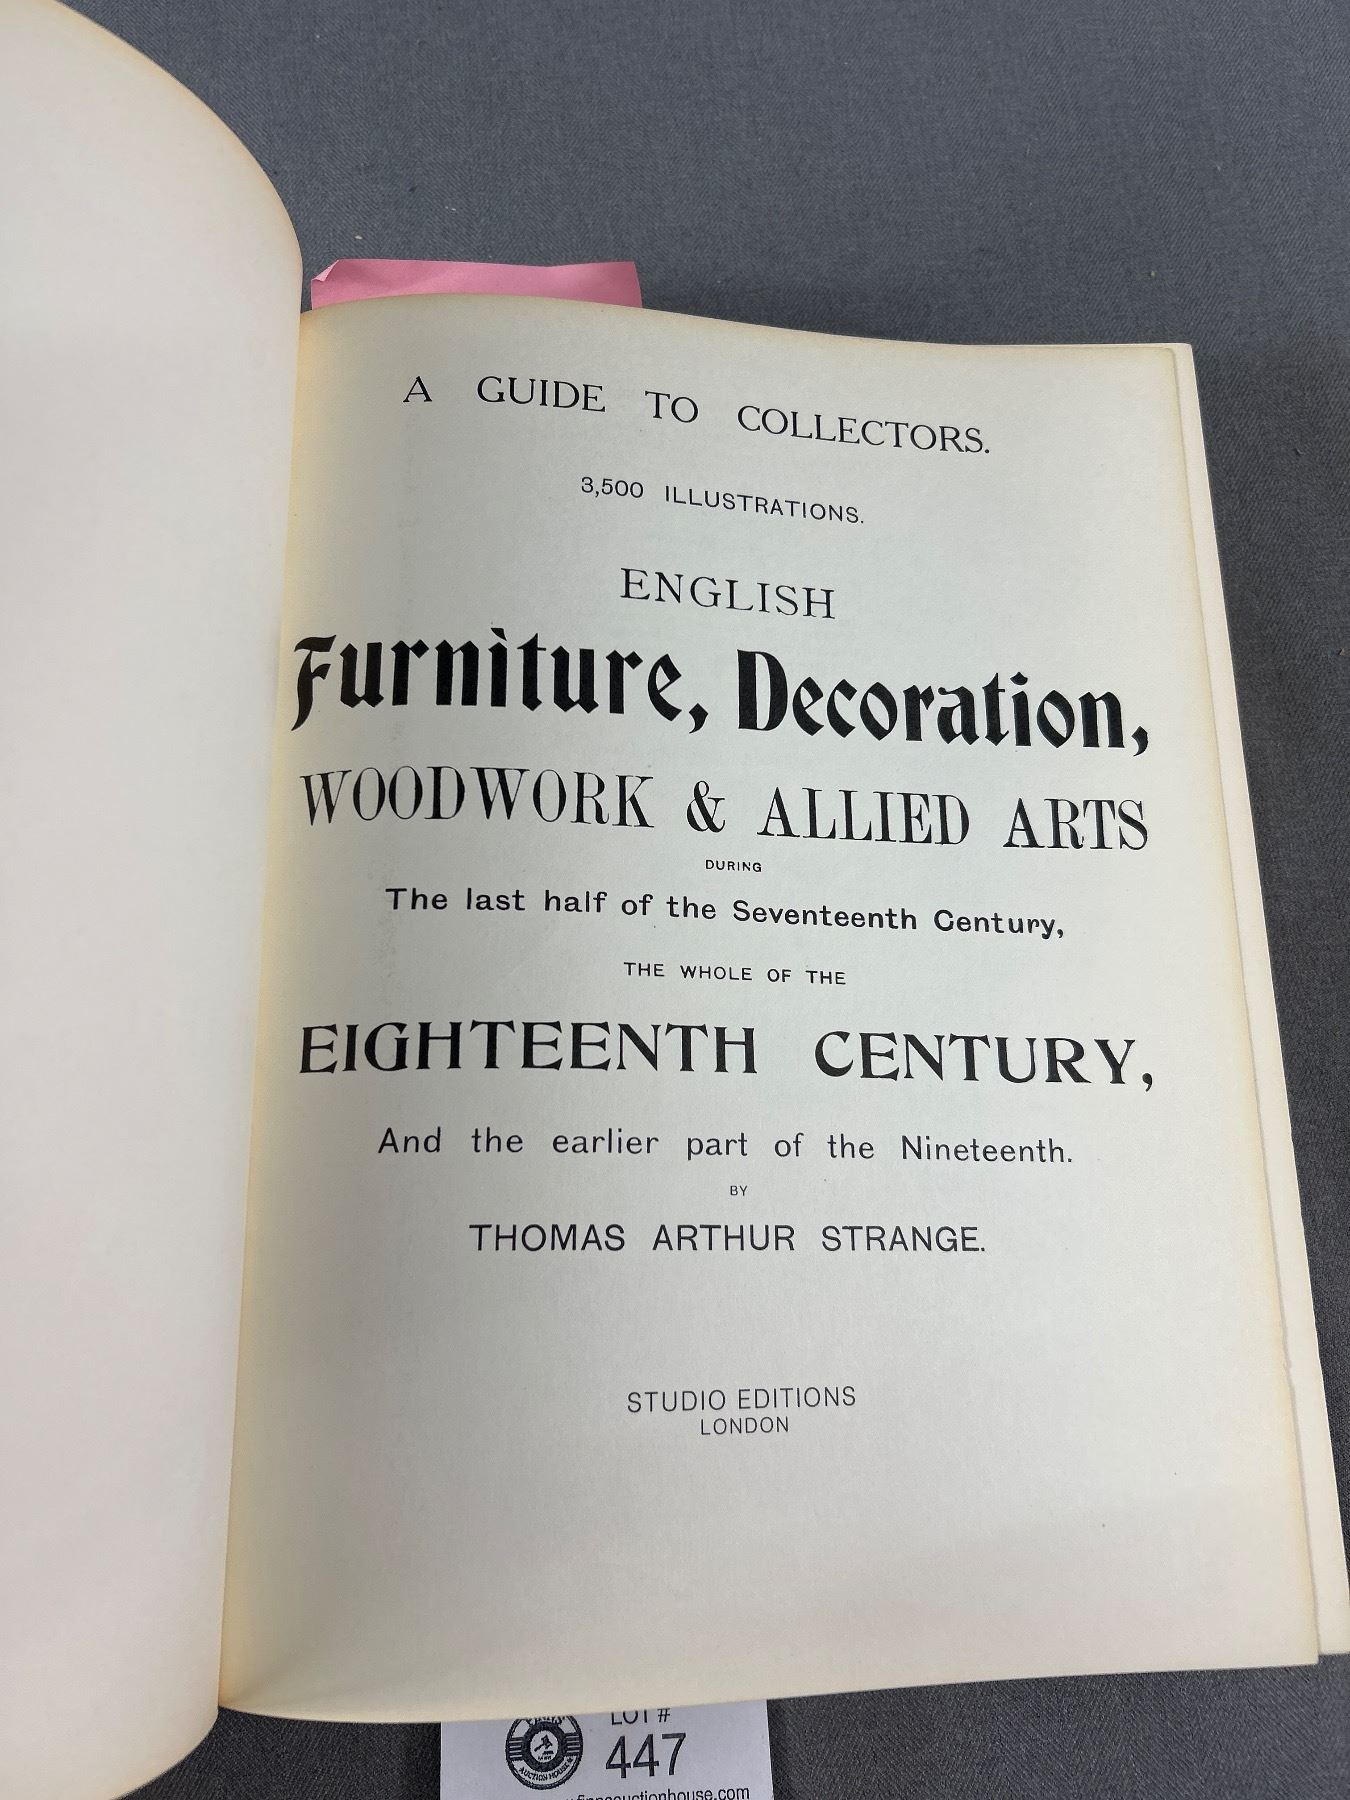 A GUIDE TO COLLECTORS.
3,500 ILLUSTRATIONS.
ENGLISH
Furniture, Decoration,
WOODWORK & ALLIED ARTS
DURING
The last half of the Seventeenth Century,
THE WHOLE OF THE
EIGHTEENTH CENTURY,
And the earlier part of the Nineteenth.
BY
THOMAS ARTHUR STRANGE.
STUDIO EDITIONS
LONDON
LOT #
447
AUCTION HOUSE